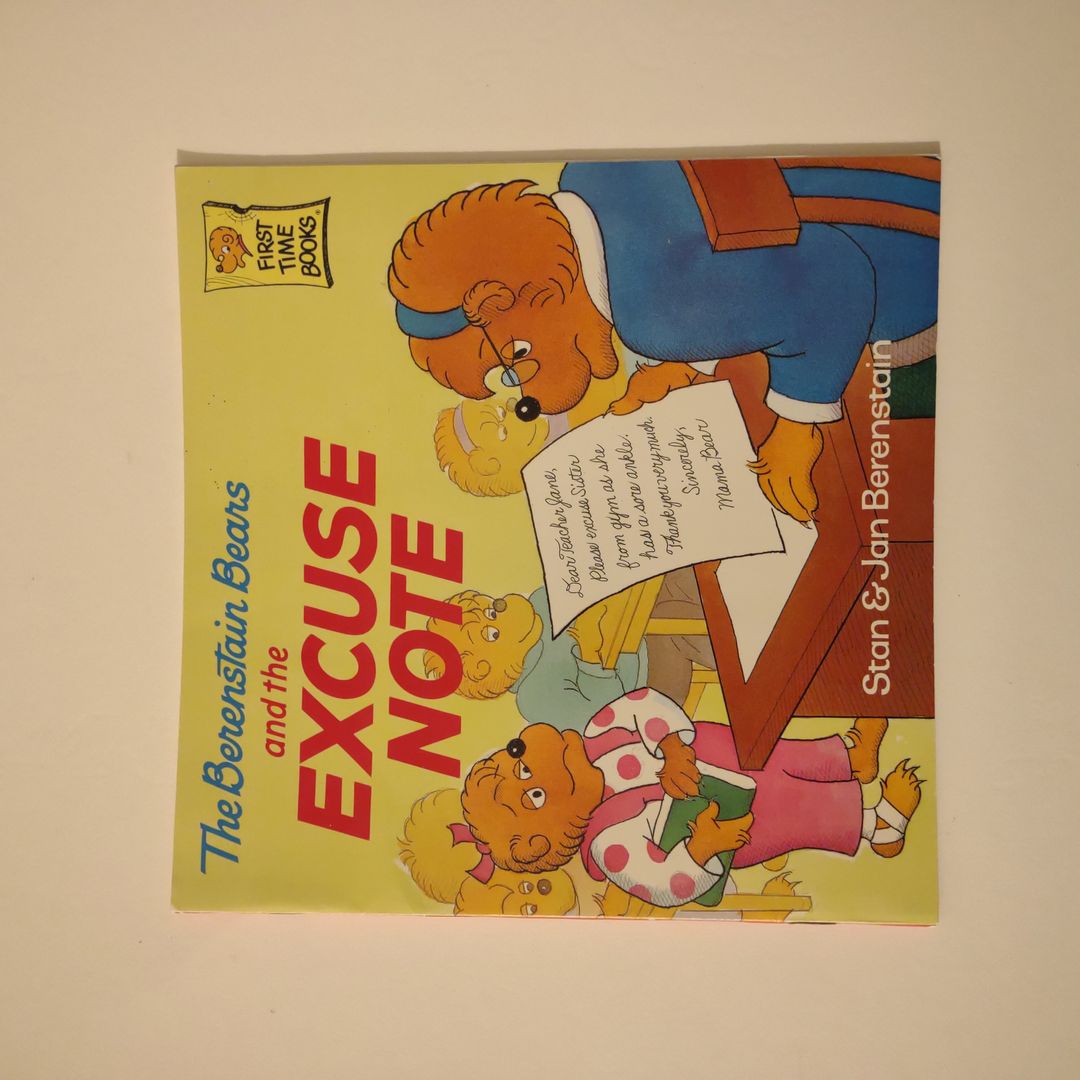 The Berenstain Bears
and the
EXCUSE
NOTE
FIRST
TIME
BOOKS®
Dear Teacher Jane,
Please excuse Sister
from gym as she
has a sore ankle.
Thank you very much.
Sincerely,
Mama Bear
Stan & Jan Berenstain